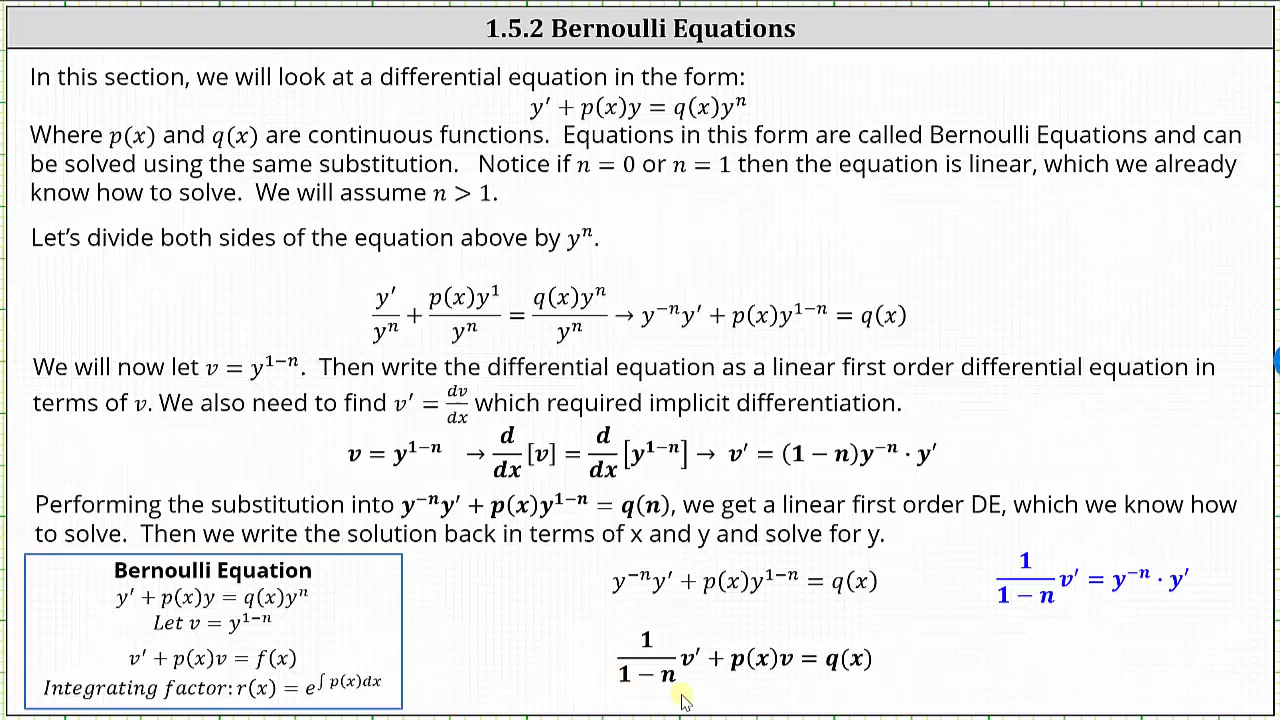 1.5.2 Bernoulli Equations
In this section, we will look at a differential equation in the form:
y′ + p(x)y = q(x)yⁿ
Where p(x) and q(x) are continuous functions. Equations in this form are called Bernoulli Equations and can
be solved using the same substitution. Notice if n = 0 or n = 1 then the equation is linear, which we already
know how to solve. We will assume n > 1.
Let's divide both sides of the equation above by yⁿ.
y′/yⁿ + p(x)y¹/yⁿ = q(x)yⁿ/yⁿ → y⁻ⁿy′ + p(x)y¹⁻ⁿ = q(x)
We will now let v = y¹⁻ⁿ. Then write the differential equation as a linear first order differential equation in
terms of v. We also need to find v′ = dv/dx which required implicit differentiation.
v = y¹⁻ⁿ → d/dx [v] = d/dx [y¹⁻ⁿ] → v′ = (1 − n)y⁻ⁿ · y′
Performing the substitution into y⁻ⁿy′ + p(x)y¹⁻ⁿ = q(n), we get a linear first order DE, which we know how
to solve. Then we write the solution back in terms of x and y and solve for y.
Bernoulli Equation
y′ + p(x)y = q(x)yⁿ
Let v = y¹⁻ⁿ
v′ + p(x)v = f(x)
Integrating factor: r(x) = e^∫ p(x)dx
y⁻ⁿy′ + p(x)y¹⁻ⁿ = q(x)
1/(1 − n) v′ = y⁻ⁿ · y′
1/(1 − n) v′ + p(x)v = q(x)